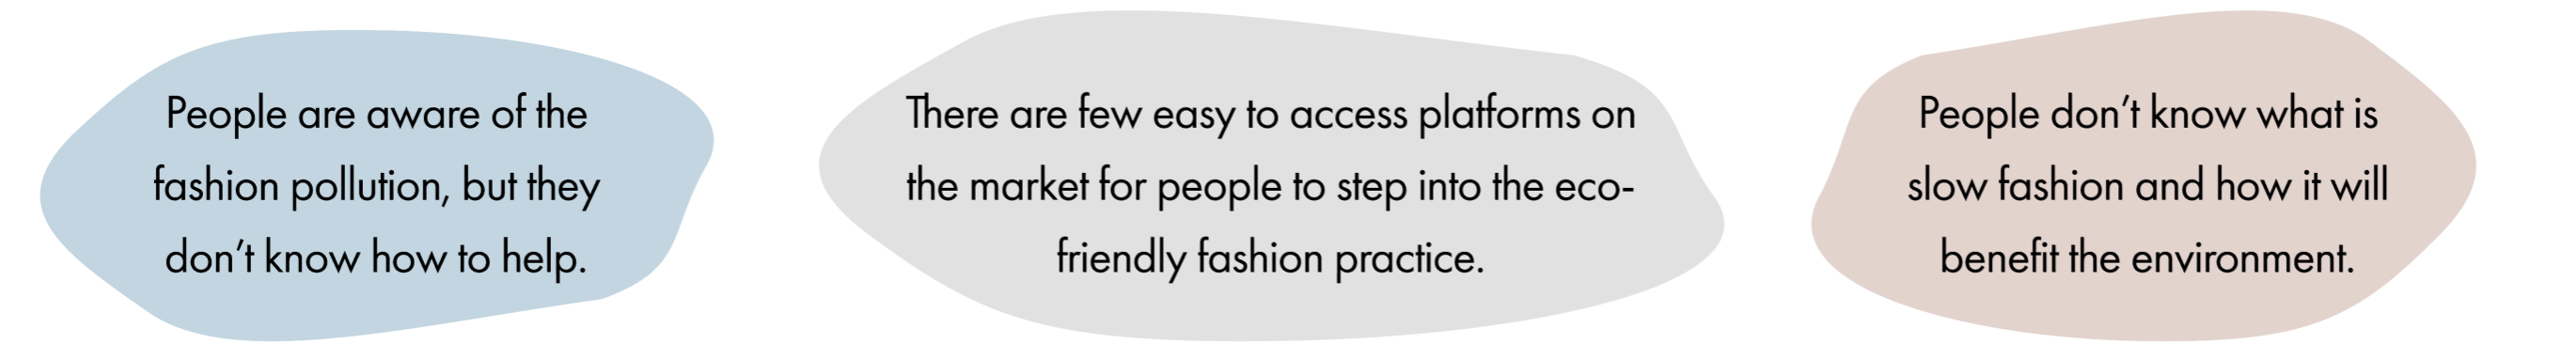 People are aware of the
fashion pollution, but they
don't know how to help.
There are few easy to access platforms on
the market for people to step into the eco-
friendly fashion practice.
People don't know what is
slow fashion and how it will
benefit the environment.